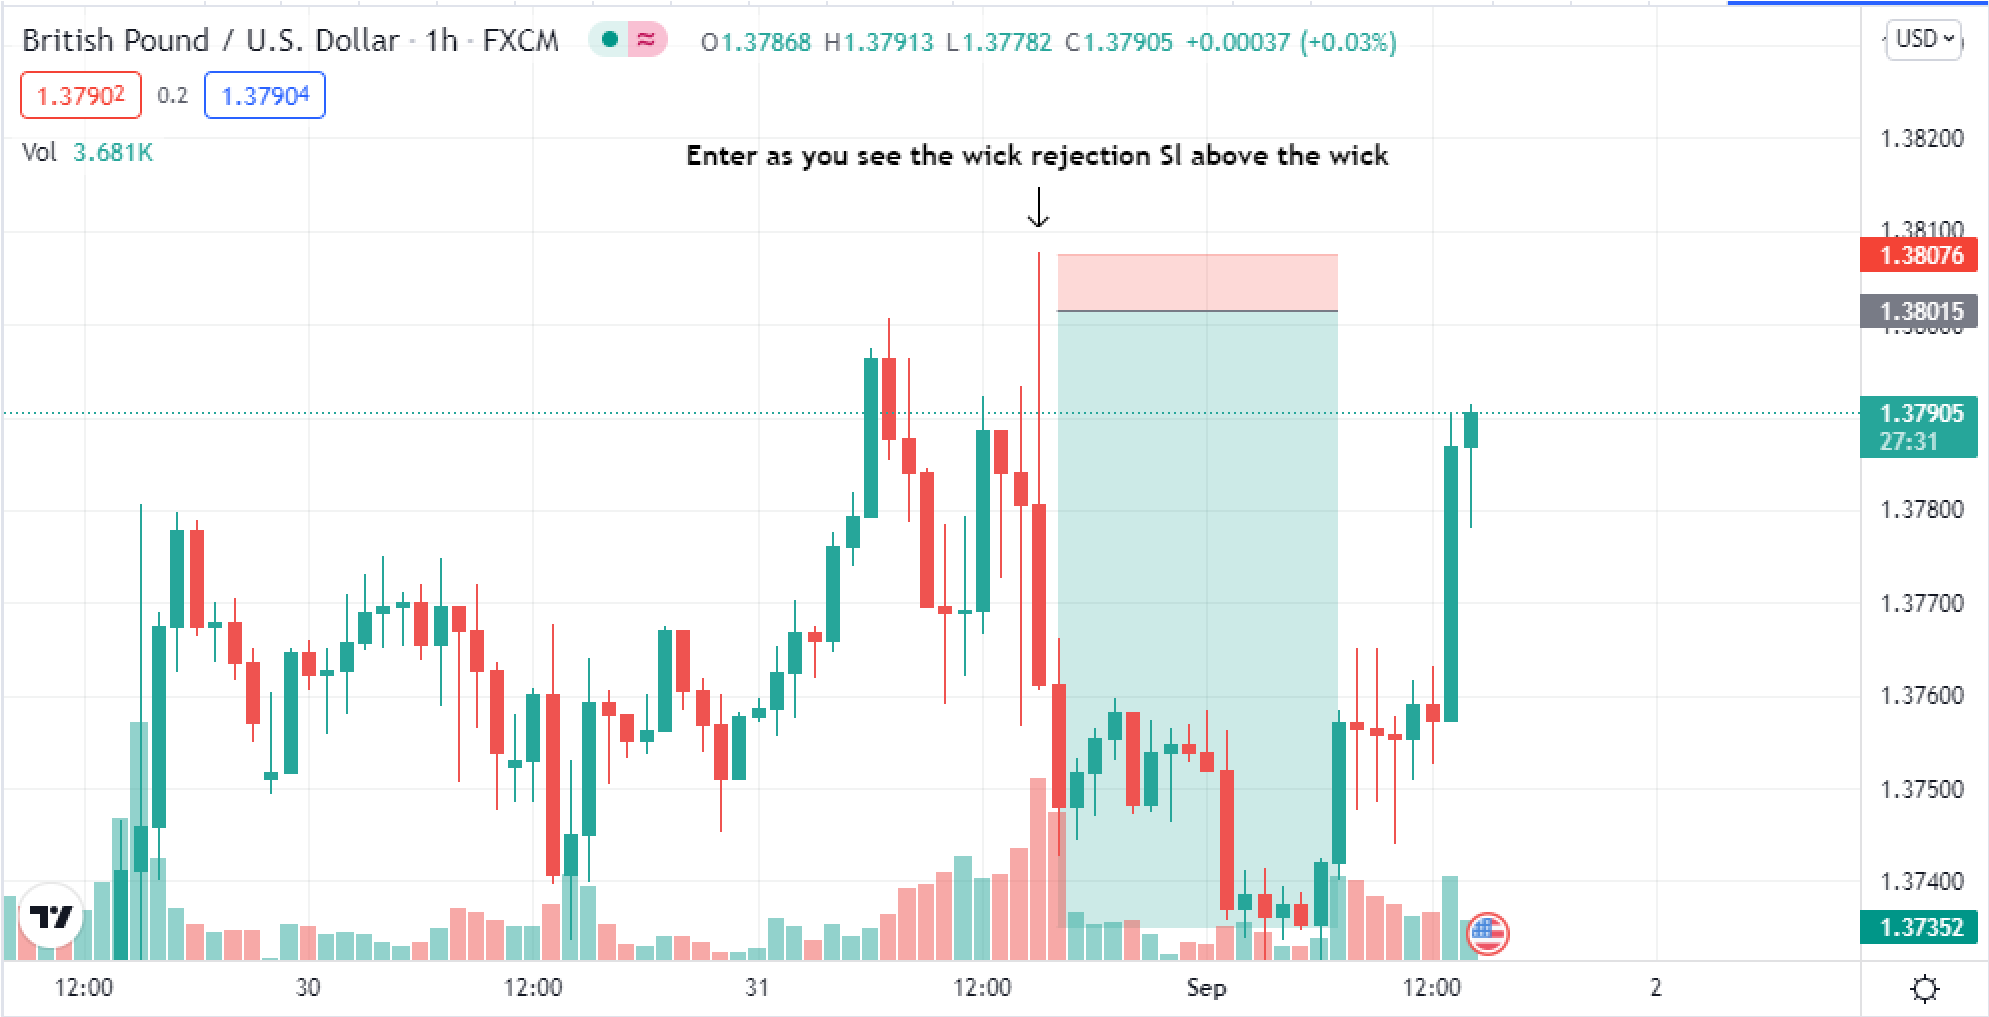 British Pound / U.S. Dollar · 1h · FXCM ≈ O1.37868 H1.37913 L1.37782 C1.37905 +0.00037 (+0.03%)
USD
1.37902 0.2 1.37904
Vol 3.681K
Enter as you see the wick rejection Sl above the wick
1.38200
1.38100
1.38076
1.38015
1.37905
27:31
1.37800
1.37700
1.37600
1.37500
1.37400
1.37352
12:00 30 12:00 31 12:00 Sep 12:00 2